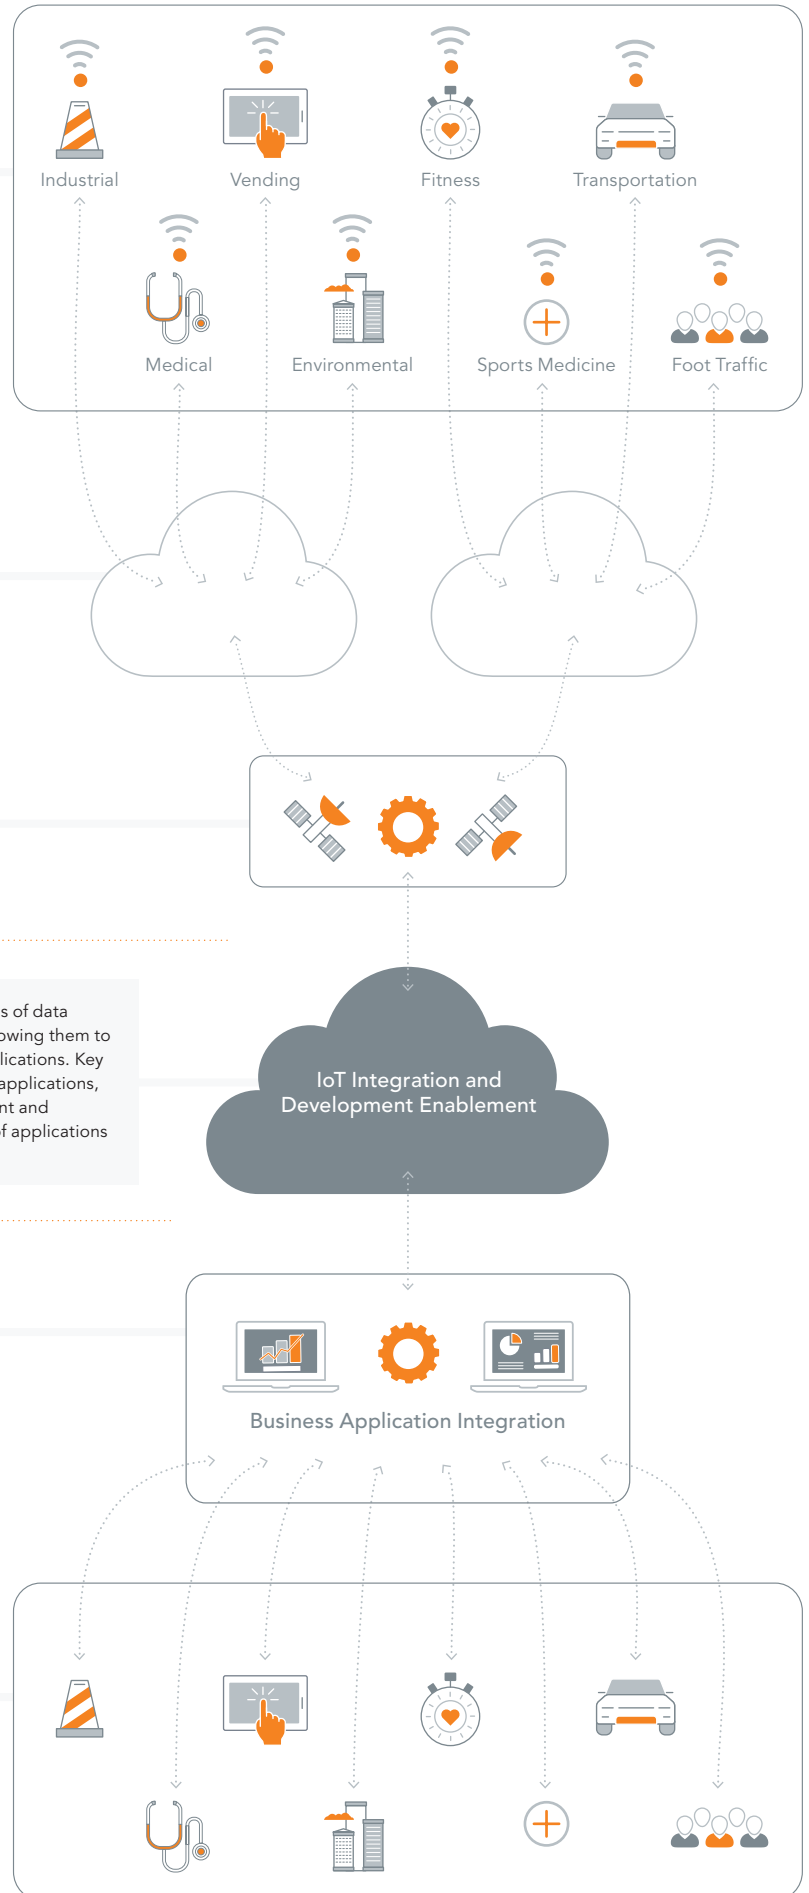 Industrial
Vending
Fitness
Transportation
Medical
Environmental
Sports Medicine
Foot Traffic
s of data
owing them to
lications. Key
applications,
nt and
of applications
IoT Integration and
Development Enablement
Business Application Integration